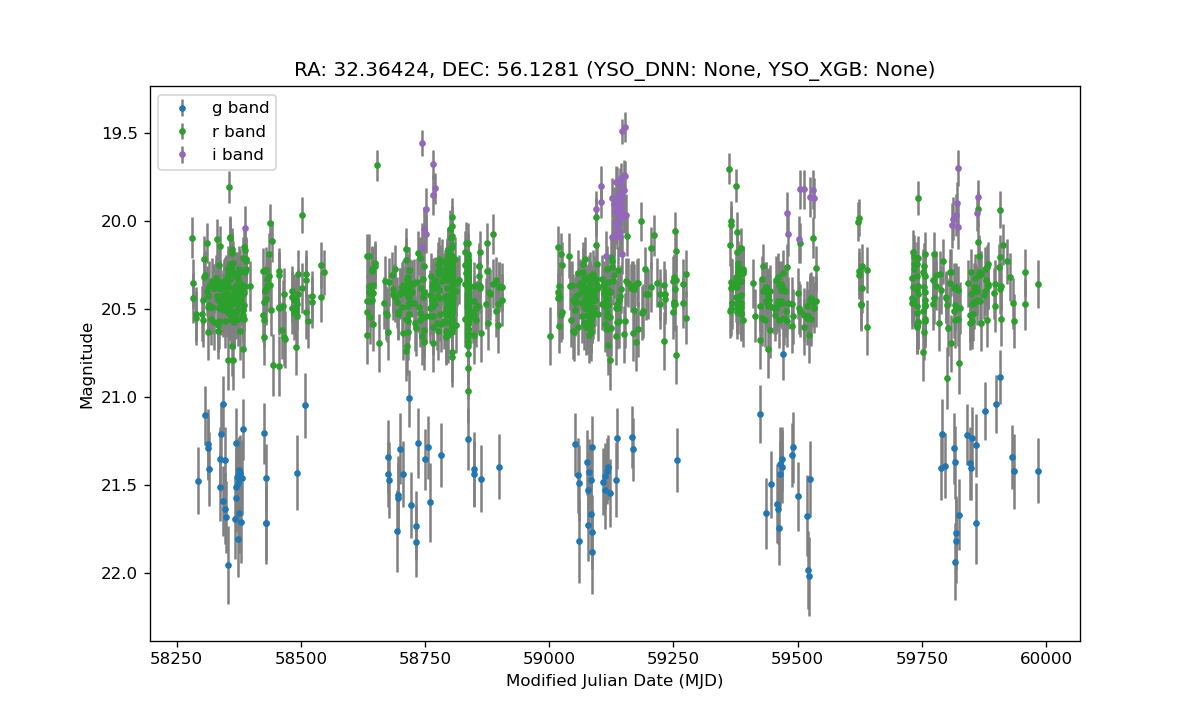 RA: 32.36424, DEC: 56.1281 (YSO_DNN: None, YSO_XGB: None)
g band
r band
i band
19.5
20.0
20.5
21.0
21.5
22.0
Magnitude
58250 58500 58750 59000 59250 59500 59750 60000
Modified Julian Date (MJD)